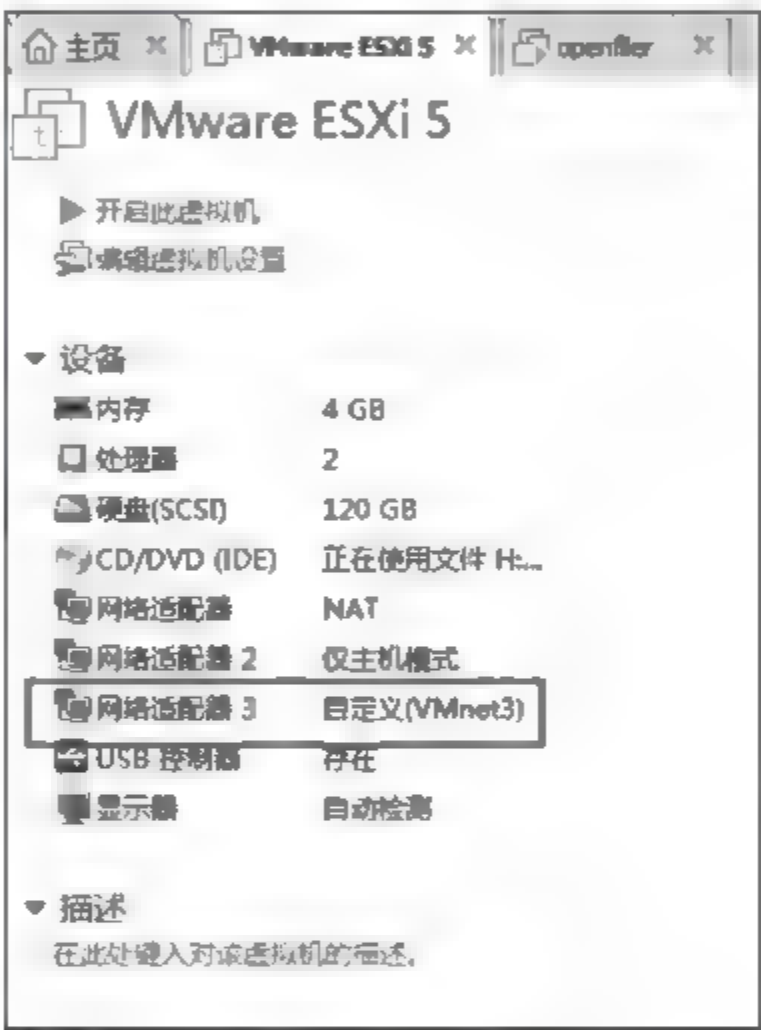 主页 VMware ESXi 5 openfiler
VMware ESXi 5
开启此虚拟机
编辑虚拟机设置
设备
内存 4 GB
处理器 2
硬盘(SCSI) 120 GB
CD/DVD (IDE) 正在使用文件 H:...
网络适配器 NAT
网络适配器 2 仅主机模式
网络适配器 3 自定义(VMnet3)
USB 控制器 存在
显示器 自动检测
描述
在此处键入对该虚拟机的描述。